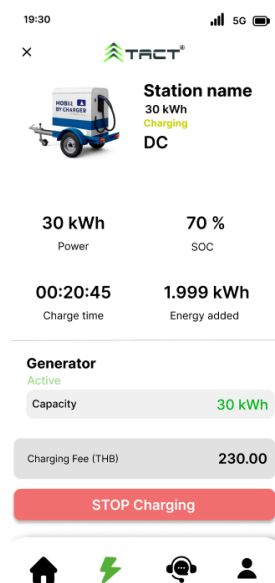 19:30
5G
TACT®
MOBIL
BY CHARGER
Station name
30 kWh
Charging
DC
30 kWh
70 %
Power
SOC
00:20:45
1.999 kWh
Charge time
Energy added
Generator
Active
Capacity
30 kWh
Charging Fee (THB)
230.00
STOP Charging